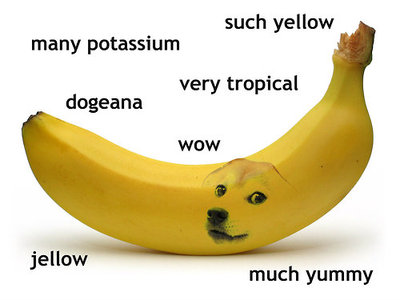 such yellow
many potassium
very tropical
dogeana
wow
jellow
much yummy